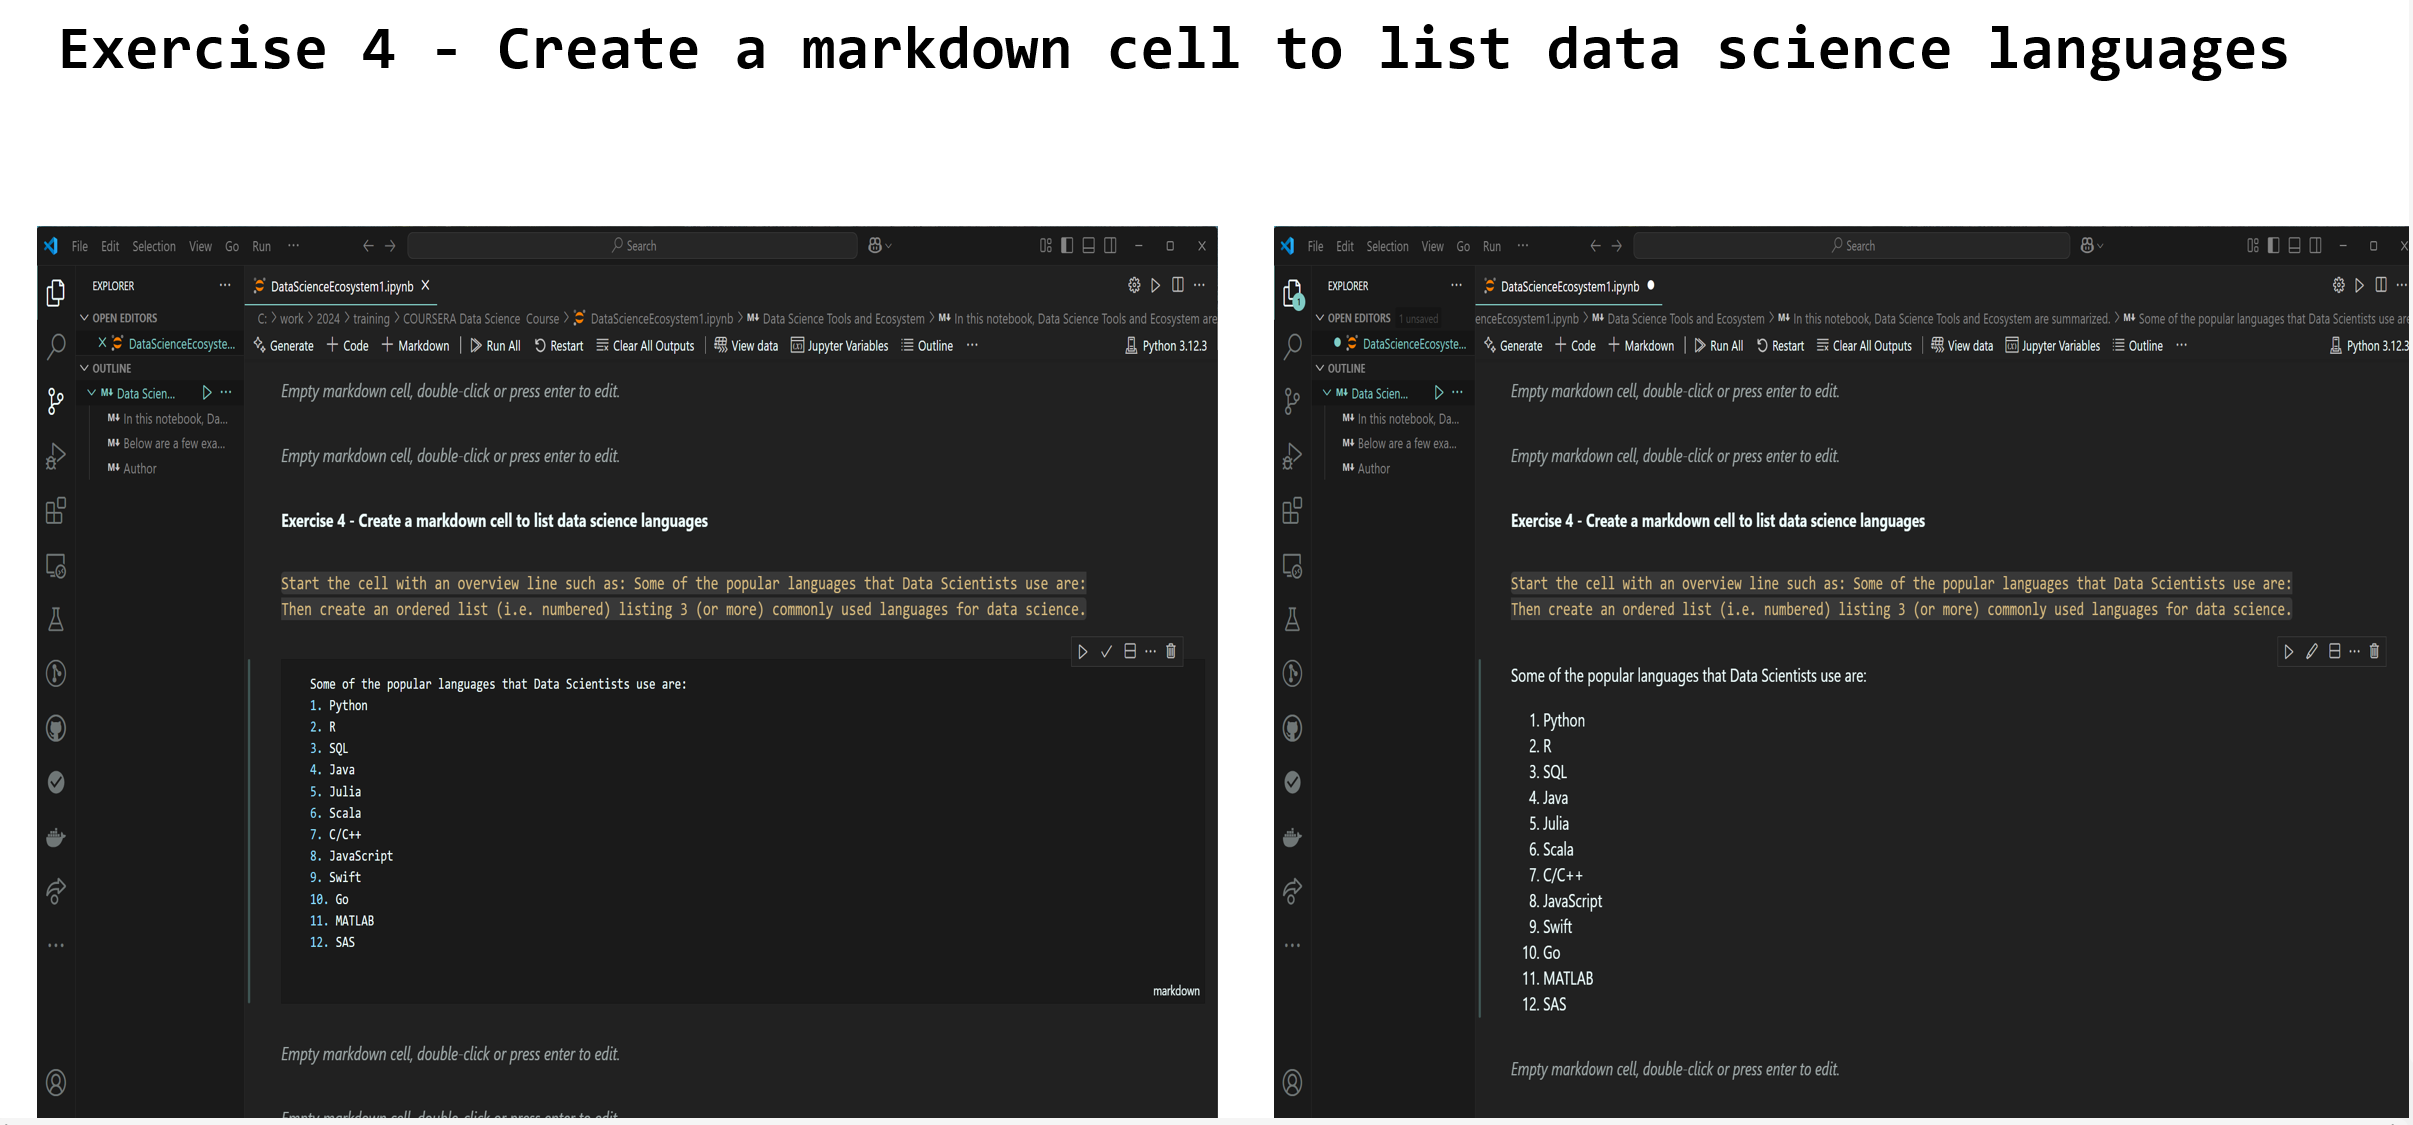 Exercise 4 - Create a markdown cell to list data science languages
File Edit Selection View Go Run ··· Search
EXPLORER ···
DataScienceEcosystem1.ipynb
OPEN EDITORS
C: > work > 2024 > training > COURSERA Data Science Course > DataScienceEcosystem1.ipynb > M↓ Data Science Tools and Ecosystem > M↓ In this notebook, Data Science Tools and Ecosystem are
DataScienceEcosyste...
Generate + Code + Markdown | Run All Restart Clear All Outputs | View data Jupyter Variables Outline ··· Python 3.12.3
OUTLINE
M↓ Data Scien... ···
M↓ In this notebook, Da...
M↓ Below are a few exa...
M↓ Author
Empty markdown cell, double-click or press enter to edit.
Empty markdown cell, double-click or press enter to edit.
Exercise 4 - Create a markdown cell to list data science languages
Start the cell with an overview line such as: Some of the popular languages that Data Scientists use are:
Then create an ordered list (i.e. numbered) listing 3 (or more) commonly used languages for data science.
Some of the popular languages that Data Scientists use are:
1. Python
2. R
3. SQL
4. Java
5. Julia
6. Scala
7. C/C++
8. JavaScript
9. Swift
10. Go
11. MATLAB
12. SAS
markdown
Empty markdown cell, double-click or press enter to edit.
Empty markdown cell, double-click or press enter to edit.
File Edit Selection View Go Run ··· Search
EXPLORER ···
DataScienceEcosystem1.ipynb
1
OPEN EDITORS 1 unsaved
enceEcosystem1.ipynb > M↓ Data Science Tools and Ecosystem > M↓ In this notebook, Data Science Tools and Ecosystem are summarized. > M↓ Some of the popular languages that Data Scientists use are
DataScienceEcosyste...
Generate + Code + Markdown | Run All Restart Clear All Outputs | View data Jupyter Variables Outline ··· Python 3.12.3
OUTLINE
M↓ Data Scien... ···
M↓ In this notebook, Da...
M↓ Below are a few exa...
M↓ Author
Empty markdown cell, double-click or press enter to edit.
Empty markdown cell, double-click or press enter to edit.
Exercise 4 - Create a markdown cell to list data science languages
Start the cell with an overview line such as: Some of the popular languages that Data Scientists use are:
Then create an ordered list (i.e. numbered) listing 3 (or more) commonly used languages for data science.
Some of the popular languages that Data Scientists use are:
1. Python
2. R
3. SQL
4. Java
5. Julia
6. Scala
7. C/C++
8. JavaScript
9. Swift
10. Go
11. MATLAB
12. SAS
Empty markdown cell, double-click or press enter to edit.